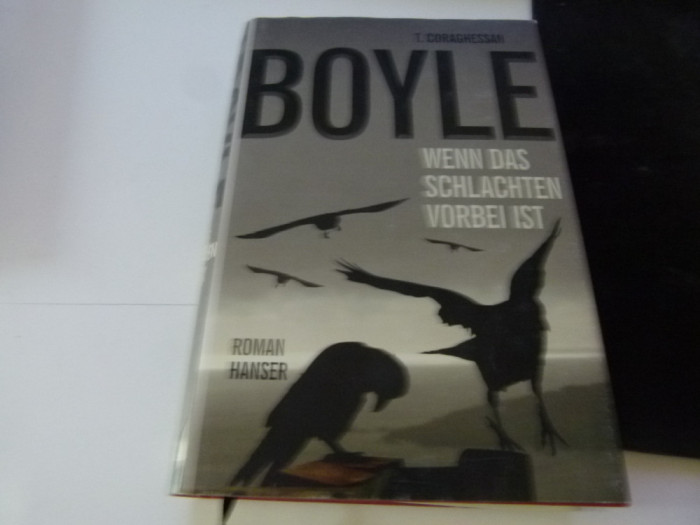 T. CORAGHESSAN
BOYLE
WENN DAS
SCHLACHTEN
VORBEI IST
ROMAN
HANSER